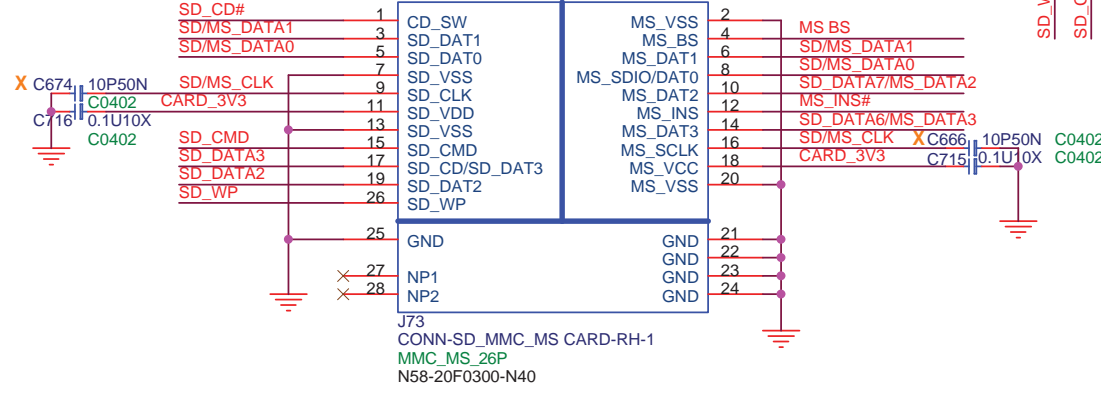 SD_CD# 1 CD_SW MS_VSS 2
SD/MS_DATA1 3 SD_DAT1 MS_BS 4 MS BS
SD/MS_DATA0 5 SD_DAT0 MS_DAT1 6 SD/MS_DATA1
7 SD_VSS MS_SDIO/DAT0 8 SD/MS_DATA0
X C674 10P50N C0402 SD/MS_CLK 9 SD_CLK MS_DAT2 10 SD_DATA7/MS_DATA2
C716 0.1U10X C0402 CARD_3V3 11 SD_VDD MS_INS 12 MS_INS#
13 SD_VSS MS_DAT3 14 SD_DATA6/MS_DATA3
SD_CMD 15 SD_CMD MS_SCLK 16 SD/MS_CLK X C666 10P50N C0402
SD_DATA3 17 SD_CD/SD_DAT3 MS_VCC 18 CARD_3V3 C715 0.1U10X C0402
SD_DATA2 19 SD_DAT2 MS_VSS 20
SD_WP 26 SD_WP
25 GND GND 21
GND 22
27 NP1 GND 23
28 NP2 GND 24
J73
CONN-SD_MMC_MS CARD-RH-1
MMC_MS_26P
N58-20F0300-N40